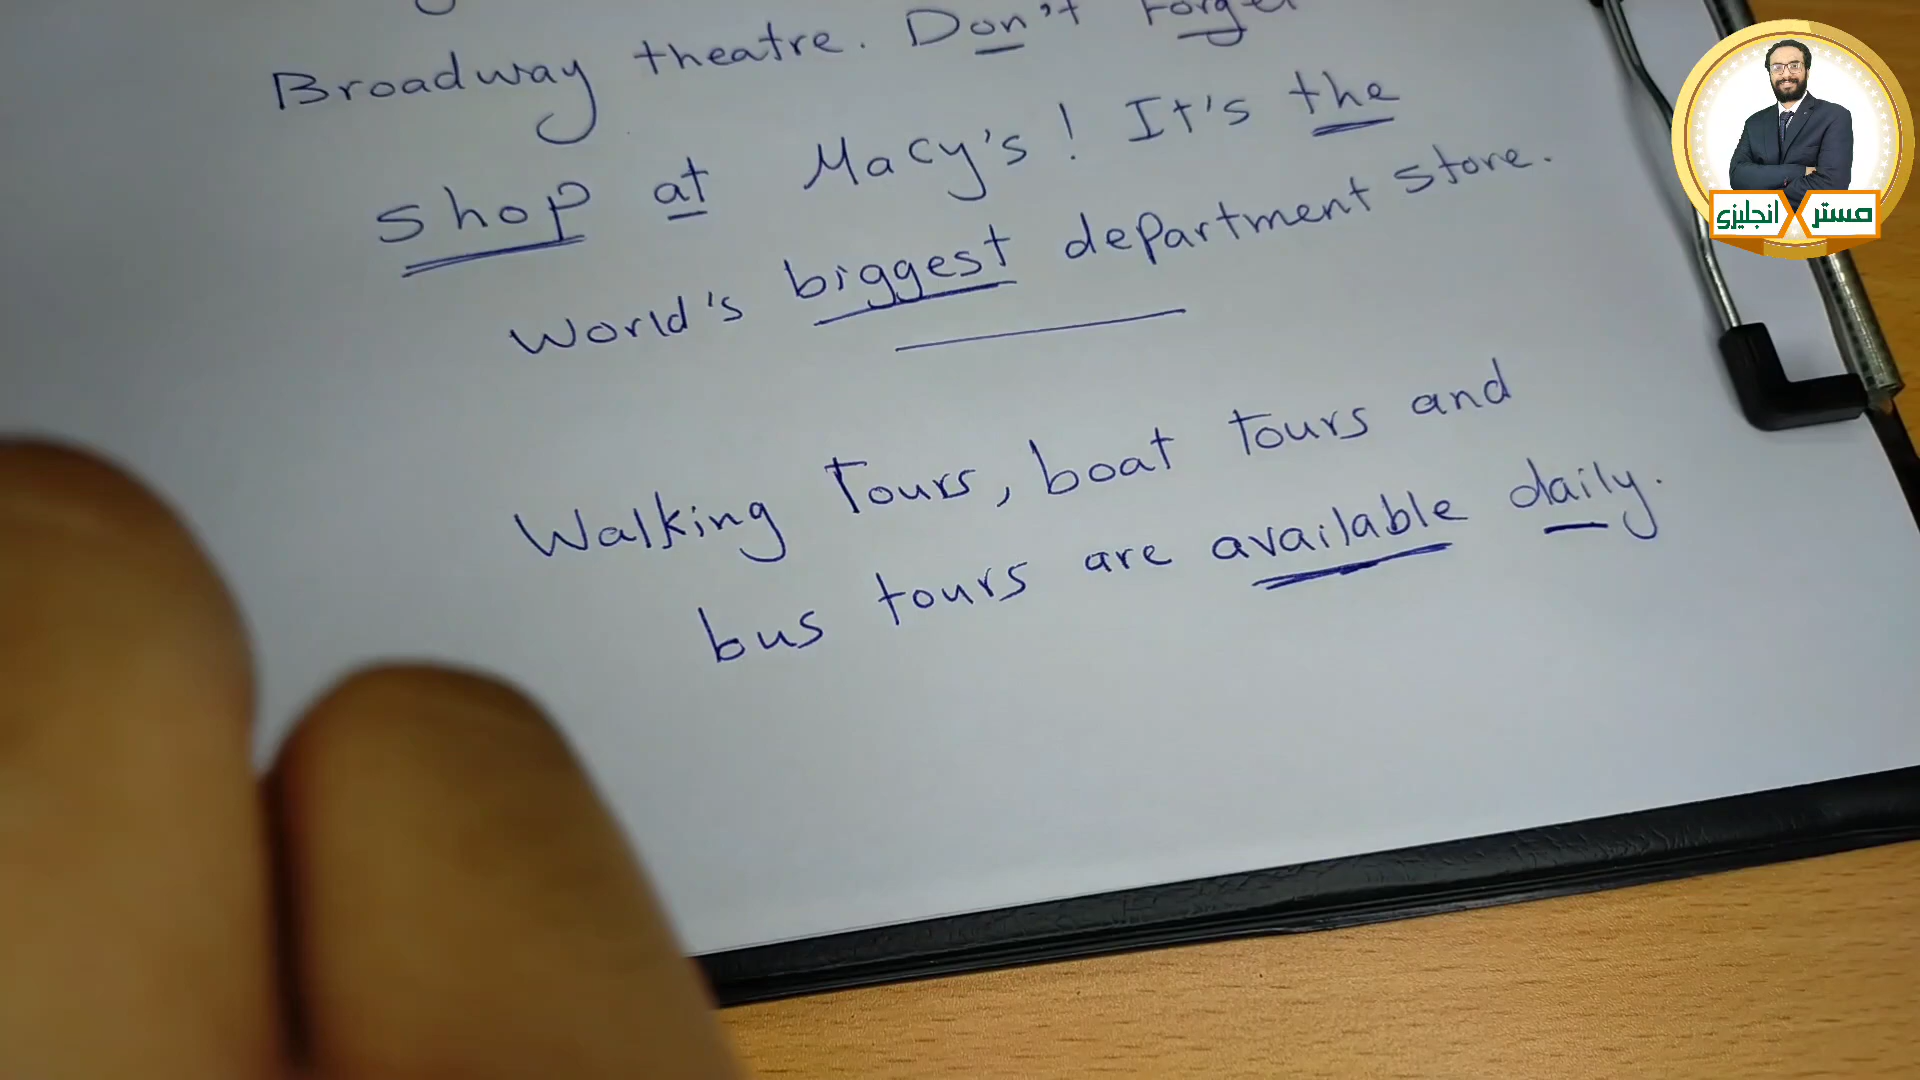 Broadway theatre. Don't Forget
shop at Macy's! It's the
World's biggest department store.
Walking Tours, boat tours and
bus tours are available daily.
مستر X انجليزي